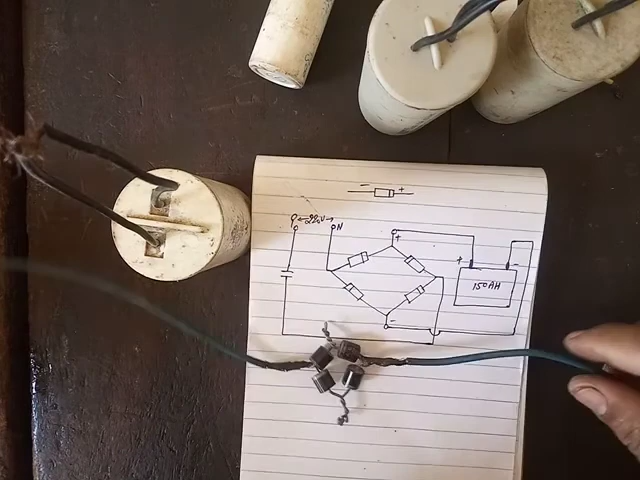 - +
P 220V N
+
+ 150AH -
-